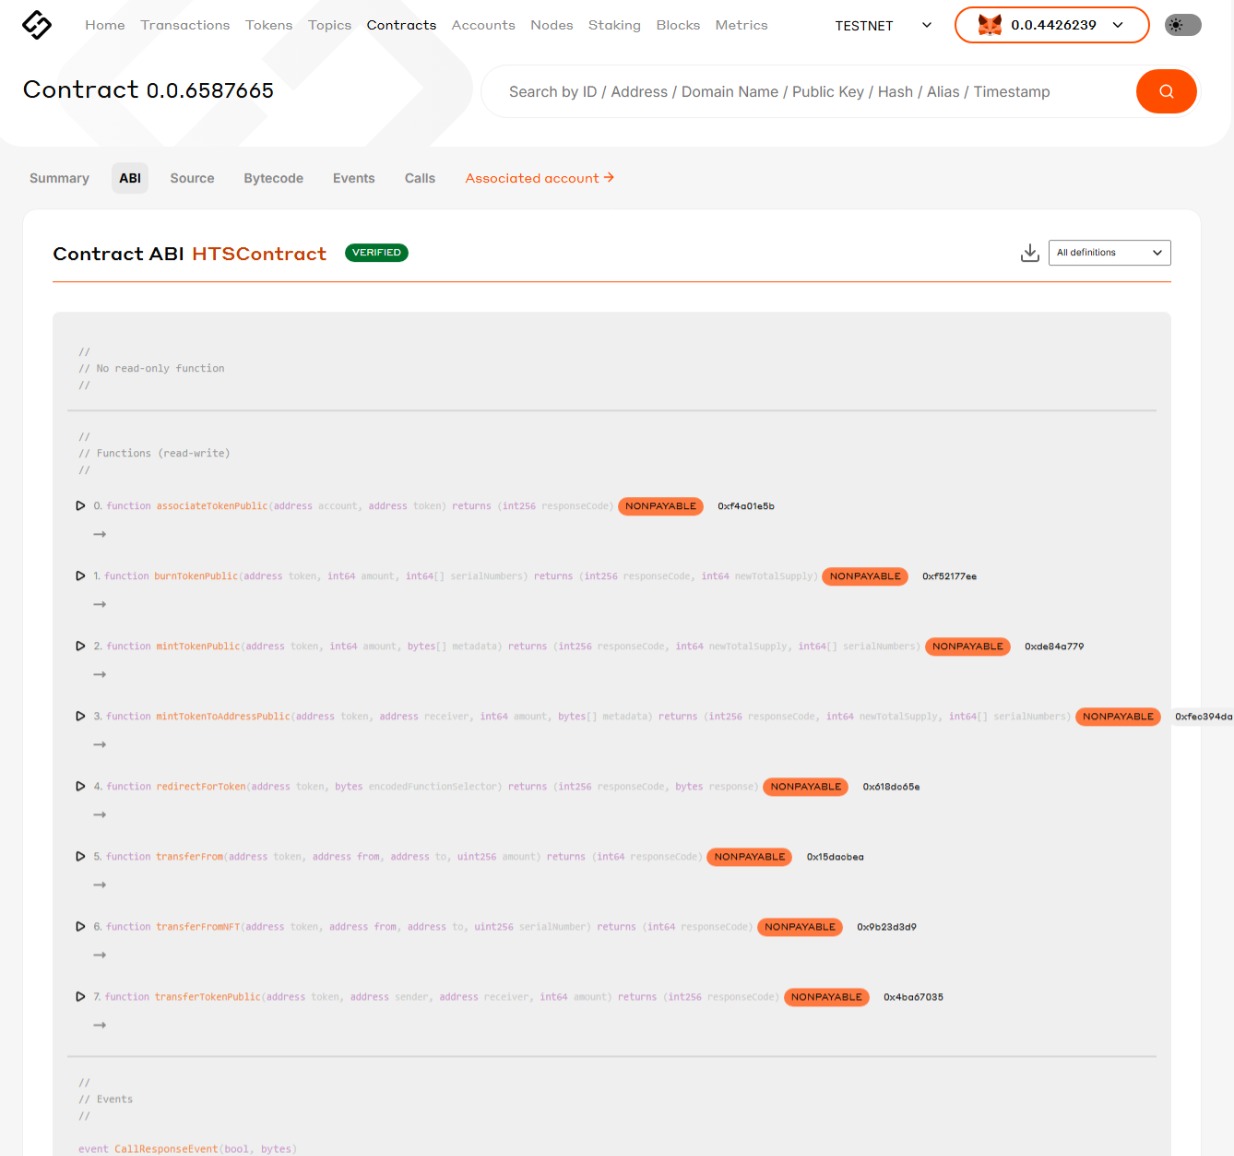 Home Transactions Tokens Topics Contracts Accounts Nodes Staking Blocks Metrics TESTNET 0.0.4426239
Contract 0.0.6587665
Search by ID / Address / Domain Name / Public Key / Hash / Alias / Timestamp
Summary ABI Source Bytecode Events Calls Associated account →
Contract ABI HTSContract VERIFIED All definitions
//
// No read-only function
//
//
// Functions (read-write)
//
0. function associateTokenPublic(address account, address token) returns (int256 responseCode) NONPAYABLE 0xf4a01e5b
→
1. function burnTokenPublic(address token, int64 amount, int64[] serialNumbers) returns (int256 responseCode, int64 newTotalSupply) NONPAYABLE 0xf52177ee
→
2. function mintTokenPublic(address token, int64 amount, bytes[] metadata) returns (int256 responseCode, int64 newTotalSupply, int64[] serialNumbers) NONPAYABLE 0xde84a779
→
3. function mintTokenToAddressPublic(address token, address receiver, int64 amount, bytes[] metadata) returns (int256 responseCode, int64 newTotalSupply, int64[] serialNumbers) NONPAYABLE 0xfec394da
→
4. function redirectForToken(address token, bytes encodedFunctionSelector) returns (int256 responseCode, bytes response) NONPAYABLE 0x618dc65e
→
5. function transferFrom(address token, address from, address to, uint256 amount) returns (int64 responseCode) NONPAYABLE 0x15dacbea
→
6. function transferFromNFT(address token, address from, address to, uint256 serialNumber) returns (int64 responseCode) NONPAYABLE 0x9b23d3d9
→
7. function transferTokenPublic(address token, address sender, address receiver, int64 amount) returns (int256 responseCode) NONPAYABLE 0x4ba67035
→
//
// Events
//
event CallResponseEvent(bool, bytes)